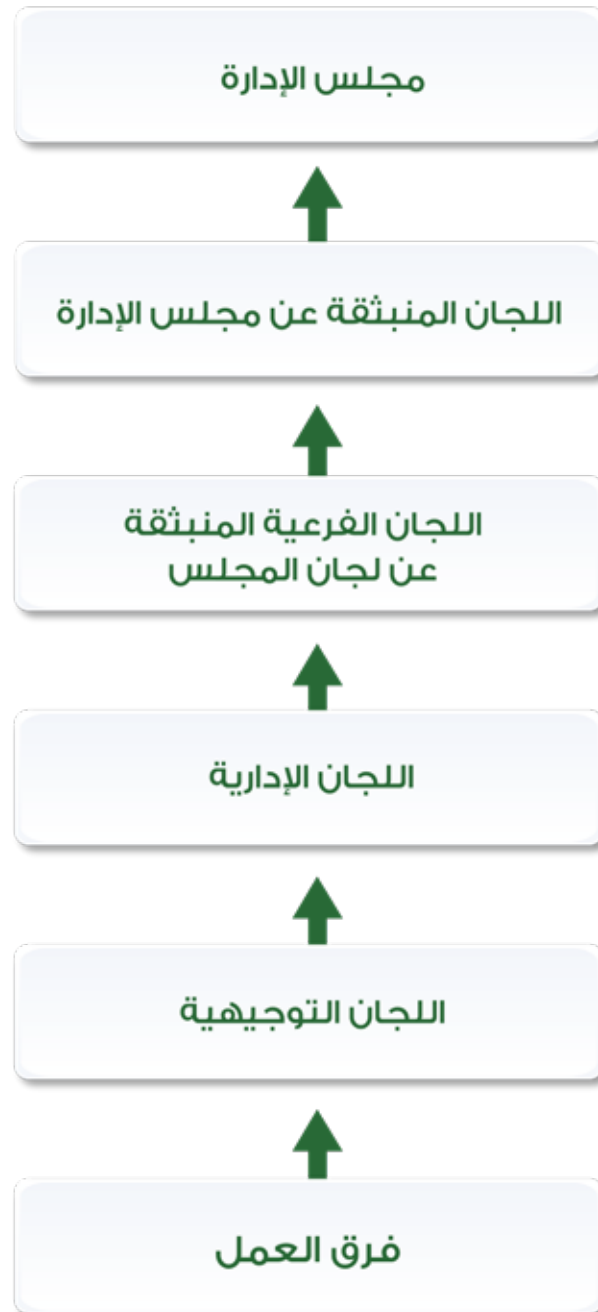 مجلس الإدارة
اللجان المنبثقة عن مجلس الإدارة
اللجان الفرعية المنبثقة
عن لجان المجلس
اللجان الإدارية
اللجان التوجيهية
فرق العمل